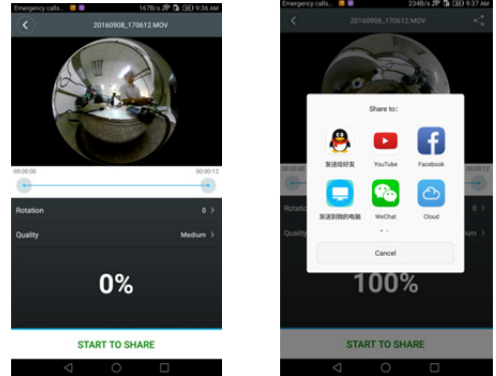 Emergency calls.. 167B/s 9:36 AM
20160908_170612.MOV
00:00:00 00:00:12
Rotation 0 >
Quality Medium >
0%
START TO SHARE
Emergency calls.. 234B/s 9:37 AM
20160908_170612.MOV
Share to:
发送给好友 YouTube Facebook
发送到我的电脑 WeChat Cloud
Cancel
100%
START TO SHARE